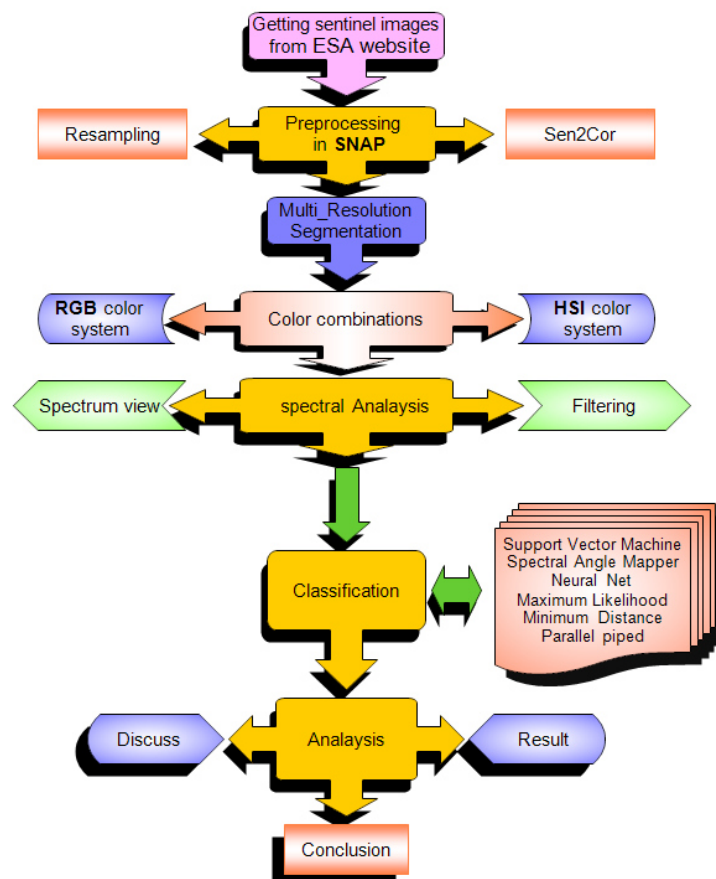 Getting sentinel images
from ESA website
Resampling
Preprocessing
in SNAP
Sen2Cor
Multi_Resolution
Segmentation
RGB color
system
Color combinations
HSI color
system
Spectrum view
spectral Analaysis
Filtering
Classification
Support Vector Machine
Spectral Angle Mapper
Neural Net
Maximum Likelihood
Minimum Distance
Parallel piped
Discuss
Analaysis
Result
Conclusion